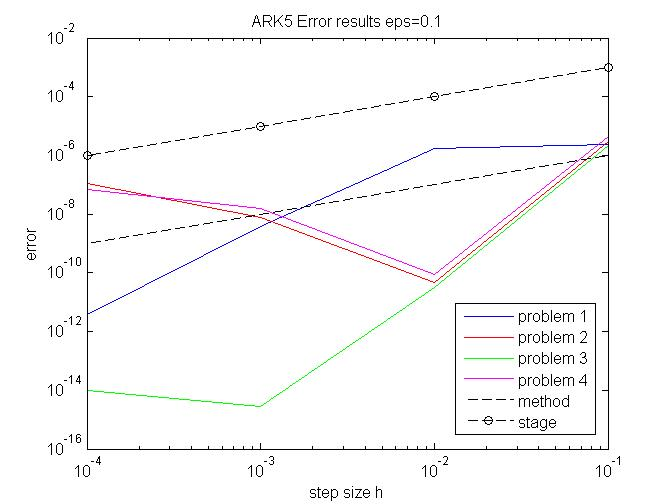 ARK5 Error results eps=0.1
10^-2
10^-4
10^-6
10^-8
10^-10
10^-12
10^-14
10^-16
error
problem 1
problem 2
problem 3
problem 4
method
stage
10^-4 10^-3 10^-2 10^-1
step size h